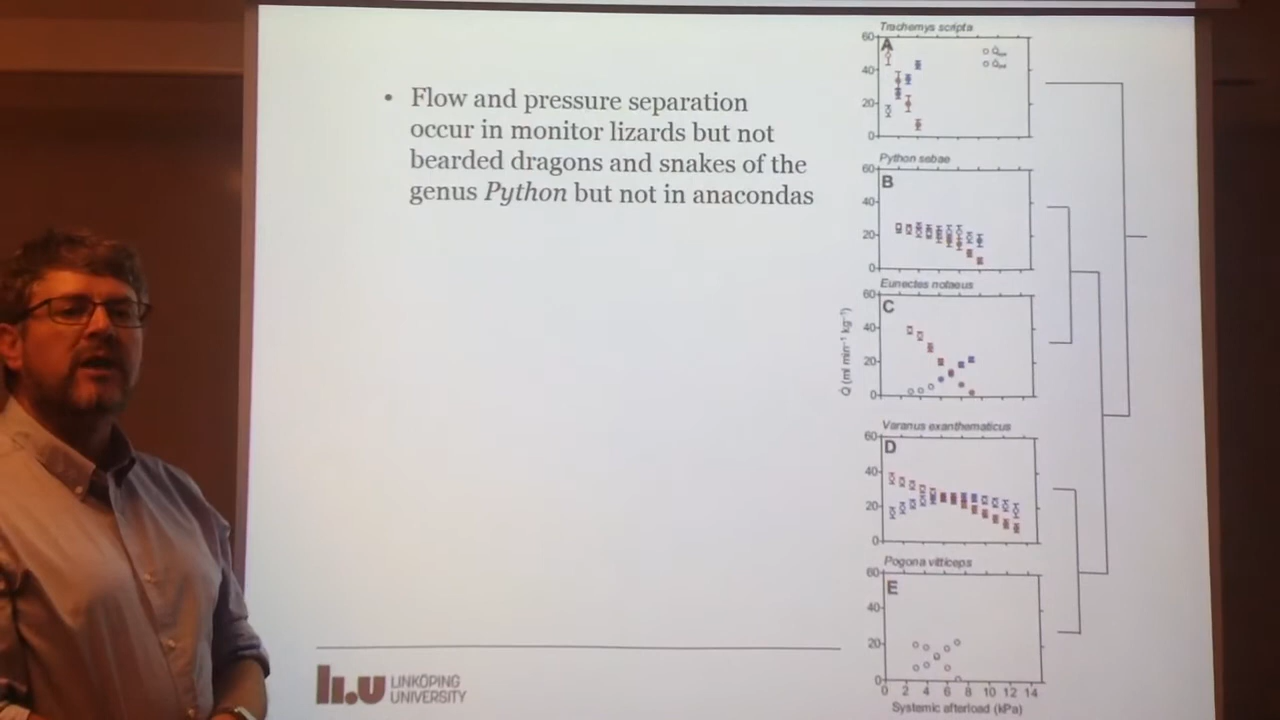 • Flow and pressure separation
occur in monitor lizards but not
bearded dragons and snakes of the
genus Python but not in anacondas
Trachemys scripta
A
60
40
20
0
Python sebae
B
60
40
20
0
Eunectes notaeus
C
60
40
20
0
Q̇ (ml min⁻¹ kg⁻¹)
Varanus exanthematicus
D
60
40
20
0
Pogona vitticeps
E
60
40
20
0
0 2 4 6 8 10 12 14
Systemic afterload (kPa)
LINKÖPING
UNIVERSITY